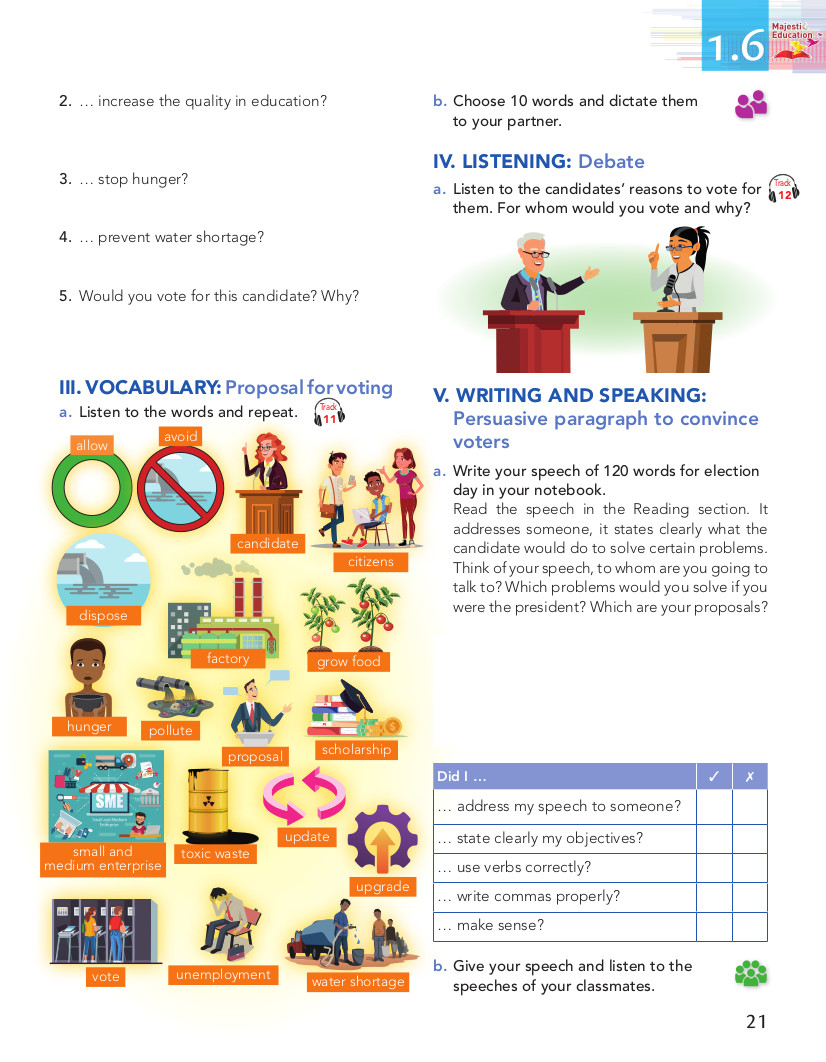 1.6
Majesti
Education
2. … increase the quality in education?
3. … stop hunger?
4. … prevent water shortage?
5. Would you vote for this candidate? Why?
III. VOCABULARY: Proposal for voting
a. Listen to the words and repeat.
Track
11
allow
avoid
candidate
citizens
dispose
factory
grow food
hunger
pollute
proposal
scholarship
SME
Small and Medium
Enterprise
small and
medium enterprise
toxic waste
update
upgrade
vote
unemployment
water shortage
b. Choose 10 words and dictate them
to your partner.
IV. LISTENING: Debate
a. Listen to the candidates’ reasons to vote for
them. For whom would you vote and why?
Track
12
V. WRITING AND SPEAKING:
Persuasive paragraph to convince
voters
a. Write your speech of 120 words for election
day in your notebook.
Read the speech in the Reading section. It
addresses someone, it states clearly what the
candidate would do to solve certain problems.
Think of your speech, to whom are you going to
talk to? Which problems would you solve if you
were the president? Which are your proposals?
Did I … ✓ ✗
… address my speech to someone?
… state clearly my objectives?
… use verbs correctly?
… write commas properly?
… make sense?
b. Give your speech and listen to the
speeches of your classmates.
21